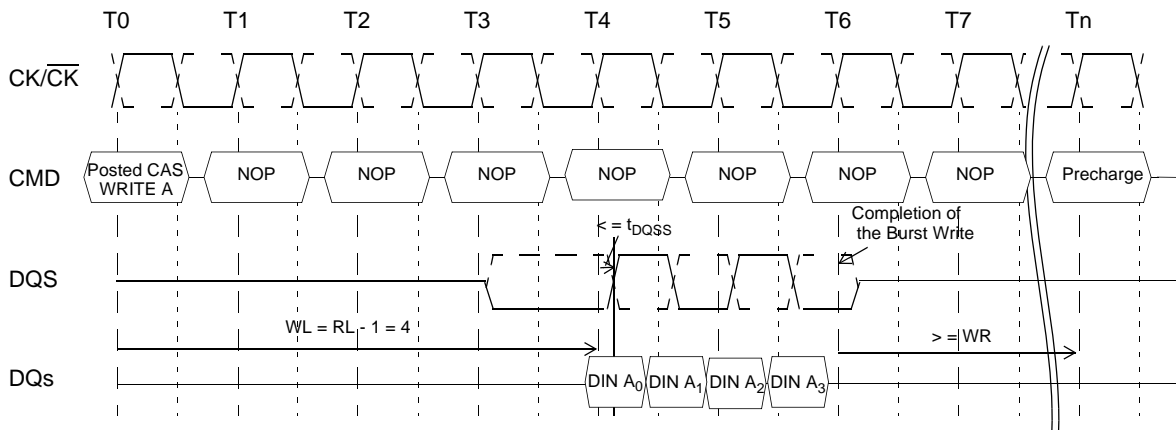 T0 T1 T2 T3 T4 T5 T6 T7 Tn
CK/CK
CMD
Posted CAS
WRITE A
NOP NOP NOP NOP NOP NOP NOP Precharge
< = tDQSS
Completion of
the Burst Write
DQS
WL = RL - 1 = 4
> = WR
DQs
DIN A0 DIN A1 DIN A2 DIN A3